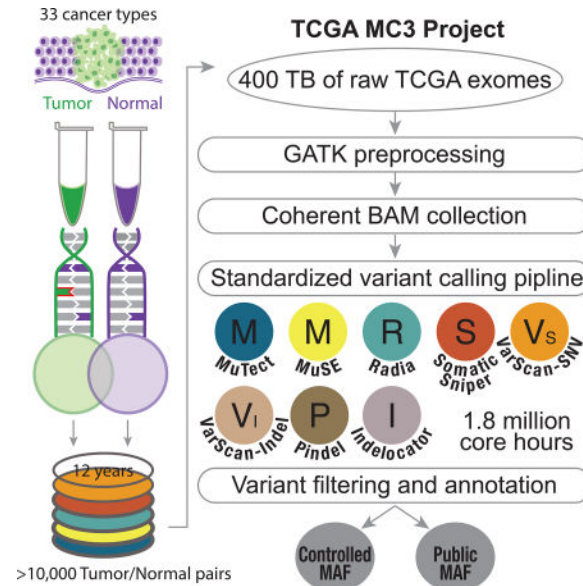 33 cancer types
Tumor Normal
12 years
>10,000 Tumor/Normal pairs
TCGA MC3 Project
400 TB of raw TCGA exomes
GATK preprocessing
Coherent BAM collection
Standardized variant calling pipline
M M R S Vs
MuTect MuSE Radia Somatic Sniper VarScan-SNV
VI P I
VarScan-Indel Pindel Indelocator
1.8 million
core hours
Variant filtering and annotation
Controlled Public
MAF MAF